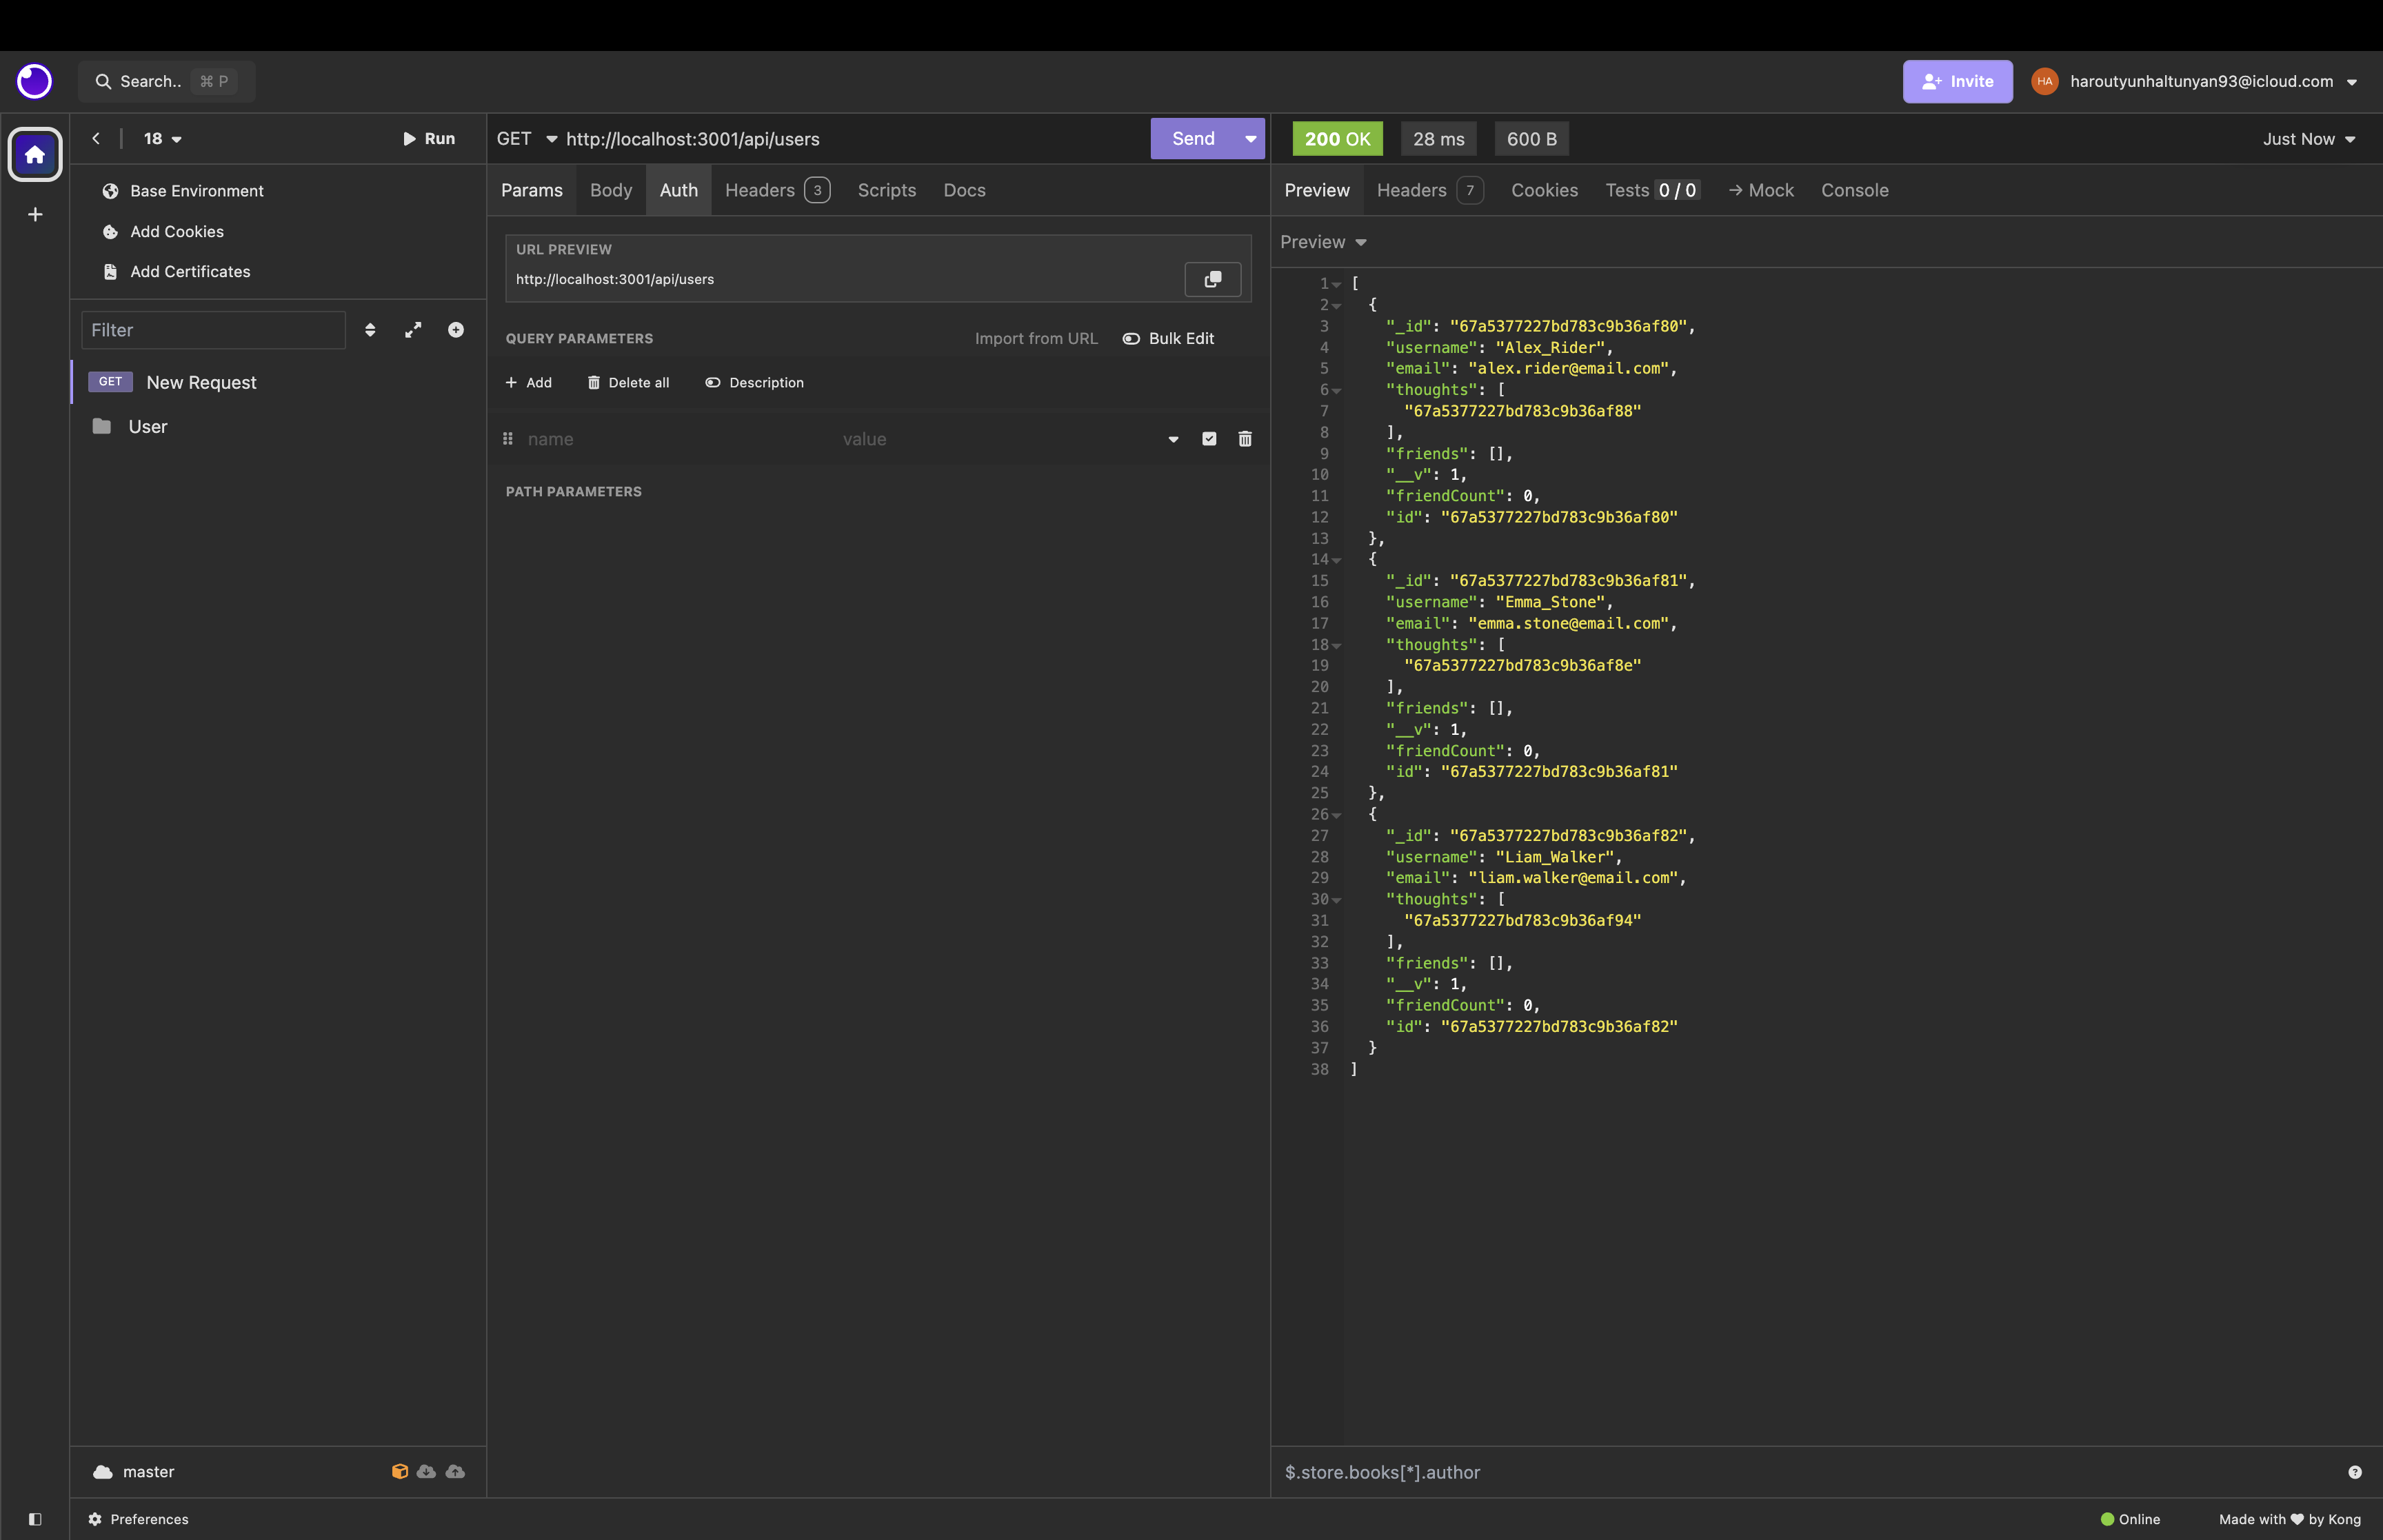 Search.. ⌘ P
Invite
HA
haroutyunhaltunyan93@icloud.com
18
Run
Base Environment
Add Cookies
Add Certificates
Filter
GET New Request
User
master
GET http://localhost:3001/api/users
Send
Params Body Auth Headers 3 Scripts Docs
URL PREVIEW
http://localhost:3001/api/users
QUERY PARAMETERS Import from URL Bulk Edit
+ Add Delete all Description
name value
PATH PARAMETERS
200 OK 28 ms 600 B Just Now
Preview Headers 7 Cookies Tests 0 / 0 → Mock Console
Preview
1 [
2 {
3 "_id": "67a5377227bd783c9b36af80",
4 "username": "Alex_Rider",
5 "email": "alex.rider@email.com",
6 "thoughts": [
7 "67a5377227bd783c9b36af88"
8 ],
9 "friends": [],
10 "__v": 1,
11 "friendCount": 0,
12 "id": "67a5377227bd783c9b36af80"
13 },
14 {
15 "_id": "67a5377227bd783c9b36af81",
16 "username": "Emma_Stone",
17 "email": "emma.stone@email.com",
18 "thoughts": [
19 "67a5377227bd783c9b36af8e"
20 ],
21 "friends": [],
22 "__v": 1,
23 "friendCount": 0,
24 "id": "67a5377227bd783c9b36af81"
25 },
26 {
27 "_id": "67a5377227bd783c9b36af82",
28 "username": "Liam_Walker",
29 "email": "liam.walker@email.com",
30 "thoughts": [
31 "67a5377227bd783c9b36af94"
32 ],
33 "friends": [],
34 "__v": 1,
35 "friendCount": 0,
36 "id": "67a5377227bd783c9b36af82"
37 }
38 ]
$.store.books[*].author
Preferences
Online
Made with ♥ by Kong